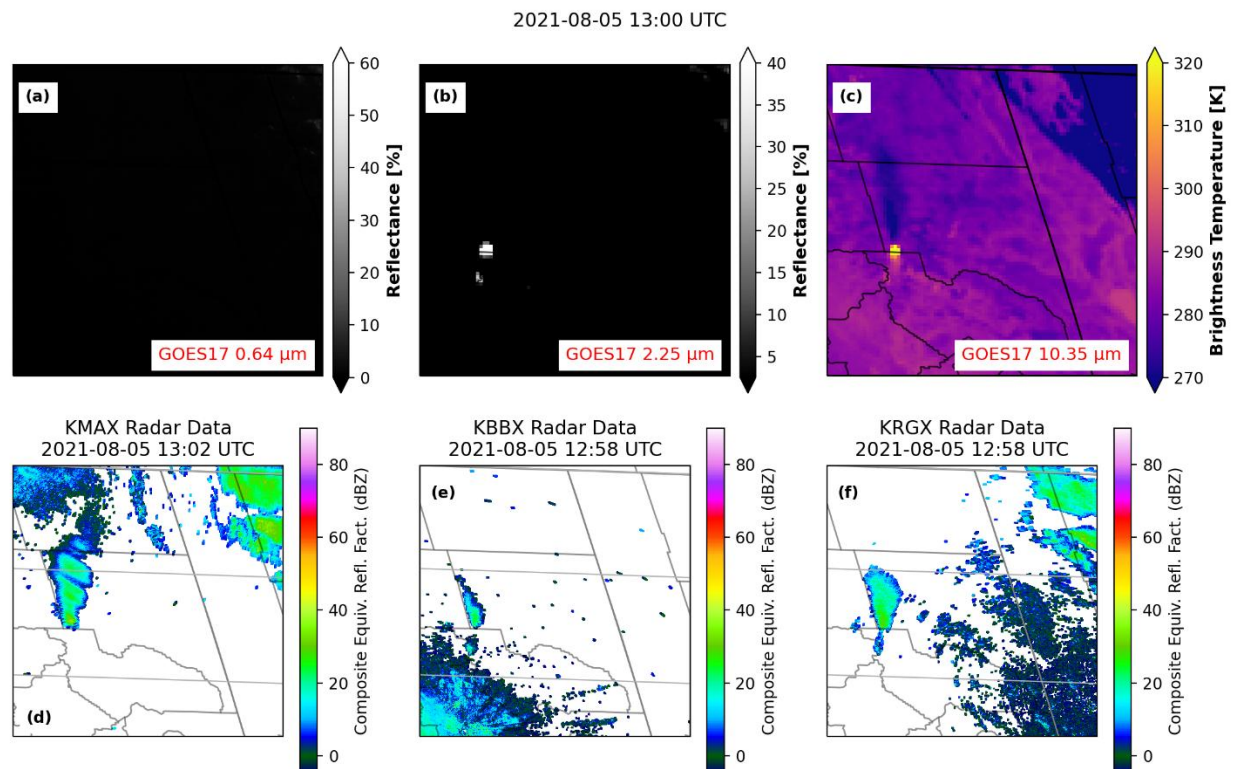 2021-08-05 13:00 UTC
(a)
GOES17 0.64 µm
60
50
40
30
20
10
0
Reflectance [%]
(b)
GOES17 2.25 µm
40
35
30
25
20
15
10
5
Reflectance [%]
(c)
GOES17 10.35 µm
320
310
300
290
280
270
Brightness Temperature [K]
KMAX Radar Data
2021-08-05 13:02 UTC
(d)
80
60
40
20
0
Composite Equiv. Refl. Fact. (dBZ)
KBBX Radar Data
2021-08-05 12:58 UTC
(e)
80
60
40
20
0
Composite Equiv. Refl. Fact. (dBZ)
KRGX Radar Data
2021-08-05 12:58 UTC
(f)
80
60
40
20
0
Composite Equiv. Refl. Fact. (dBZ)